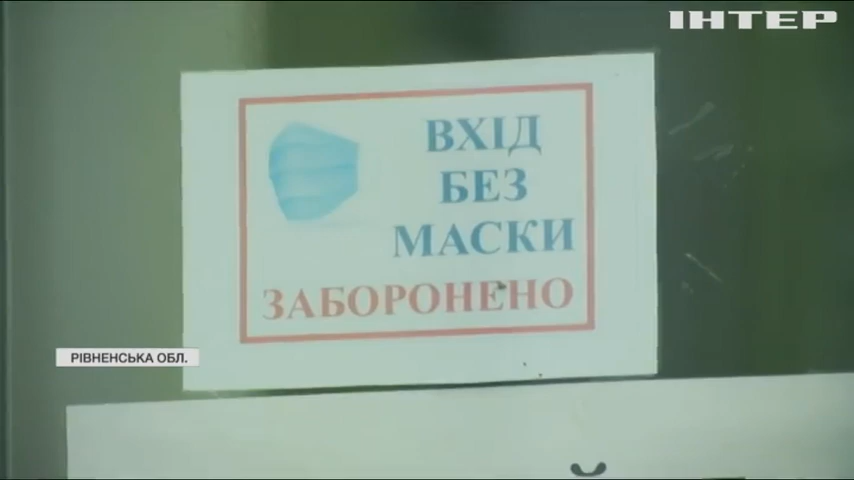 ІНТЕР
ВХІД
БЕЗ
МАСКИ
ЗАБОРОНЕНО
РІВНЕНСЬКА ОБЛ.